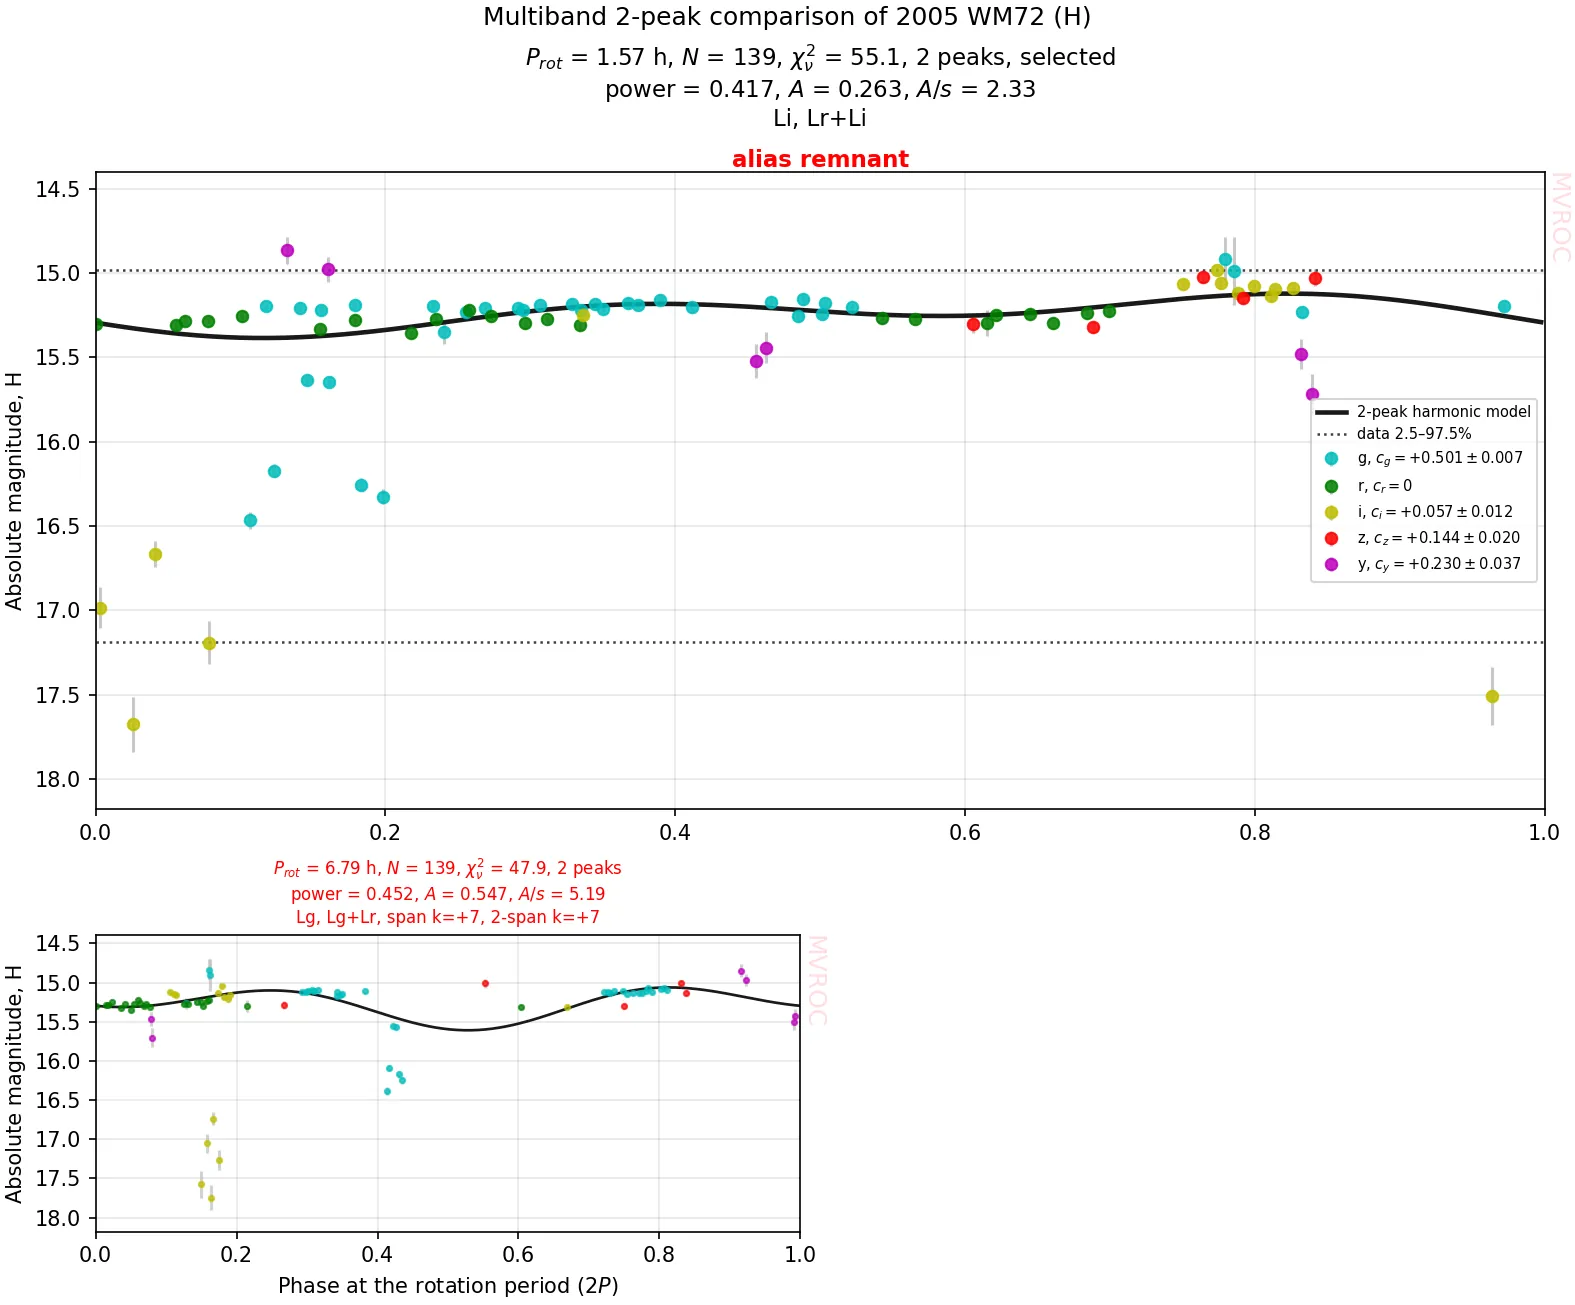 Multiband 2-peak comparison of 2005 WM72 (H)
P_rot = 1.57 h, N = 139, χ²_ν = 55.1, 2 peaks, selected
power = 0.417, A = 0.263, A/s = 2.33
Li, Lr+Li
alias remnant
MVROC
Absolute magnitude, H
14.5
15.0
15.5
16.0
16.5
17.0
17.5
18.0
2-peak harmonic model
data 2.5–97.5%
g, c_g = +0.501 ± 0.007
r, c_r = 0
i, c_i = +0.057 ± 0.012
z, c_z = +0.144 ± 0.020
y, c_y = +0.230 ± 0.037
0.0 0.2 0.4 0.6 0.8 1.0
P_rot = 6.79 h, N = 139, χ²_ν = 47.9, 2 peaks
power = 0.452, A = 0.547, A/s = 5.19
Lg, Lg+Lr, span k=+7, 2-span k=+7
MVROC
Absolute magnitude, H
14.5
15.0
15.5
16.0
16.5
17.0
17.5
18.0
0.0 0.2 0.4 0.6 0.8 1.0
Phase at the rotation period (2P)